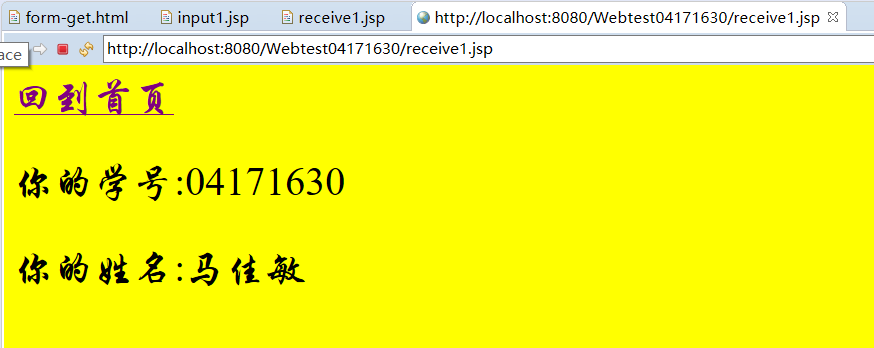 form-get.html input1.jsp receive1.jsp http://localhost:8080/Webtest04171630/receive1.jsp
ace http://localhost:8080/Webtest04171630/receive1.jsp
回到首页
你的学号:04171630
你的姓名:马佳敏